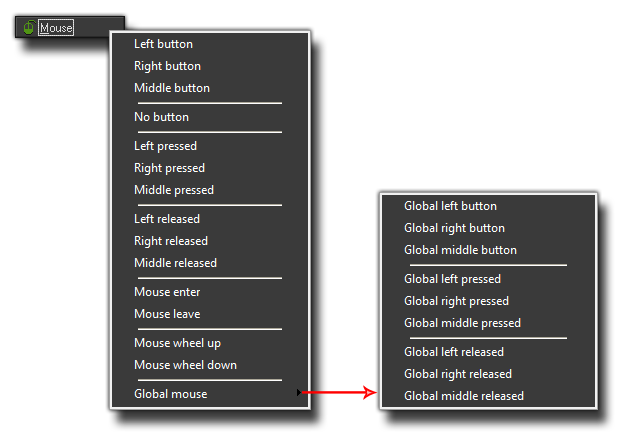 Mouse
Left button
Right button
Middle button
No button
Left pressed
Right pressed
Middle pressed
Left released
Right released
Middle released
Mouse enter
Mouse leave
Mouse wheel up
Mouse wheel down
Global mouse
Global left button
Global right button
Global middle button
Global left pressed
Global right pressed
Global middle pressed
Global left released
Global right released
Global middle released